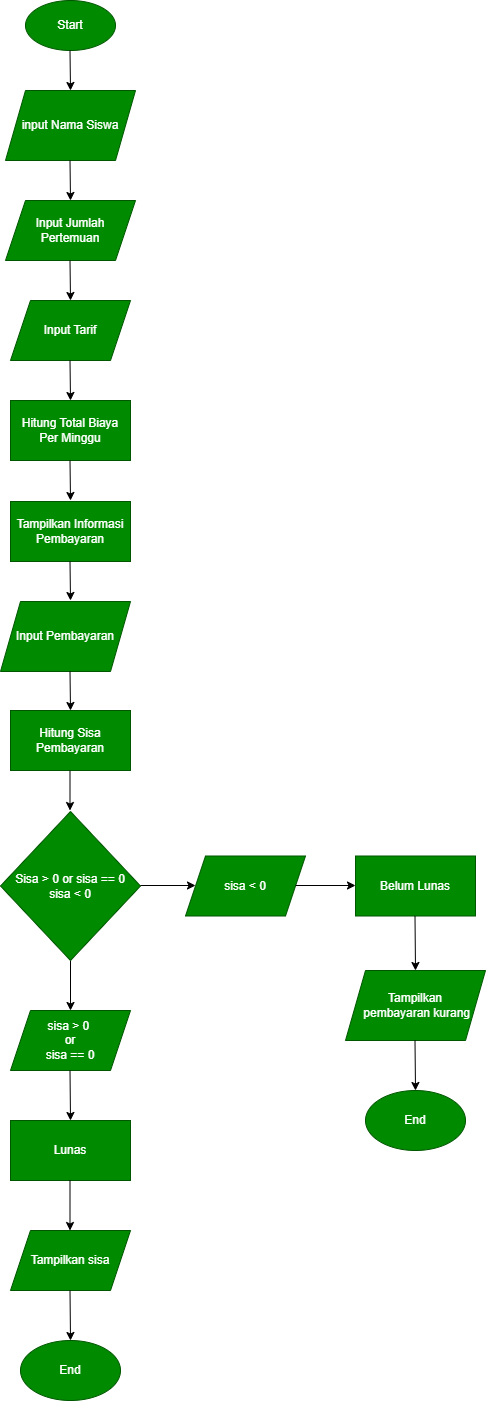 Start
input Nama Siswa
Input Jumlah
Pertemuan
Input Tarif
Hitung Total Biaya
Per Minggu
Tampilkan Informasi
Pembayaran
Input Pembayaran
Hitung Sisa
Pembayaran
Sisa > 0 or sisa == 0
sisa < 0
sisa < 0
Belum Lunas
Tampilkan
pembayaran kurang
End
sisa > 0
or
sisa == 0
Lunas
Tampilkan sisa
End